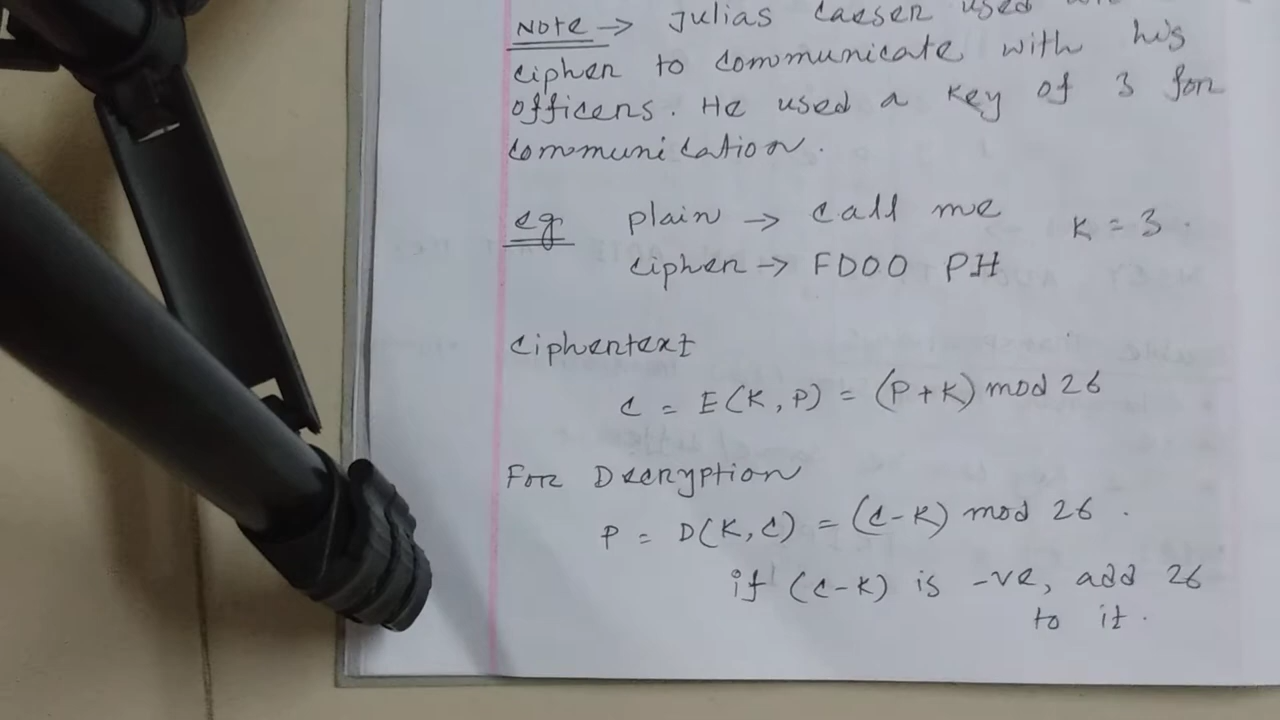 Note → Julias Caeser used
cipher to communicate with his
officers. He used a key of 3 for
communication.
eg plain → call me K = 3.
cipher → FDOO PH
Ciphertext
C = E(K, P) = (P+K) mod 26
For Decryption
P = D(K, C) = (C-K) mod 26.
if (C-K) is -ve, add 26
to it.